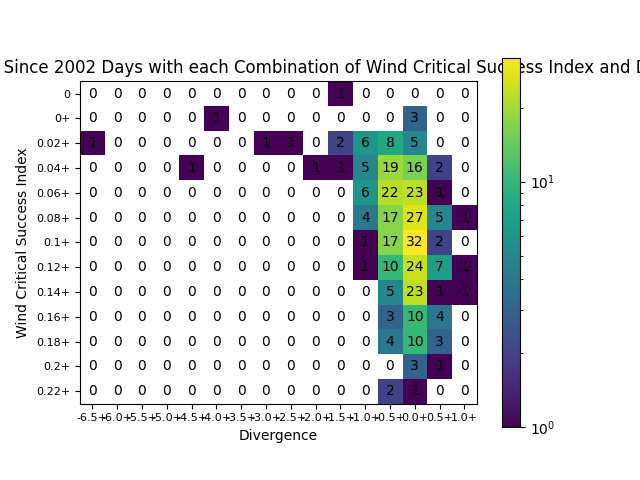 Since 2002 Days with each Combination of Wind Critical Success Index and D
0 0 0 0 0 0 0 0 0 0 0 1 0 0 0 0 0
0+ 0 0 0 0 0 1 0 0 0 0 0 0 0 3 0 0
0.02+ 1 0 0 0 0 0 0 1 1 0 2 6 8 5 0 0
0.04+ 0 0 0 0 1 0 0 0 0 1 1 5 19 16 2 0
0.06+ 0 0 0 0 0 0 0 0 0 0 0 6 22 23 1 0
0.08+ 0 0 0 0 0 0 0 0 0 0 0 4 17 27 5 1
0.1+ 0 0 0 0 0 0 0 0 0 0 0 1 17 32 2 0
0.12+ 0 0 0 0 0 0 0 0 0 0 0 1 10 24 7 1
0.14+ 0 0 0 0 0 0 0 0 0 0 0 0 5 23 1 1
0.16+ 0 0 0 0 0 0 0 0 0 0 0 0 3 10 4 0
0.18+ 0 0 0 0 0 0 0 0 0 0 0 0 4 10 3 0
0.2+ 0 0 0 0 0 0 0 0 0 0 0 0 0 3 1 0
0.22+ 0 0 0 0 0 0 0 0 0 0 0 0 2 1 0 0
-6.5+ -6.0+ -5.5+ -5.0+ -4.5+ -4.0+ -3.5+ -3.0+ -2.5+ -2.0+ -1.5+ -1.0+ -0.5+ 0.0+ 0.5+ 1.0+
Divergence
Wind Critical Success Index
10¹
10⁰